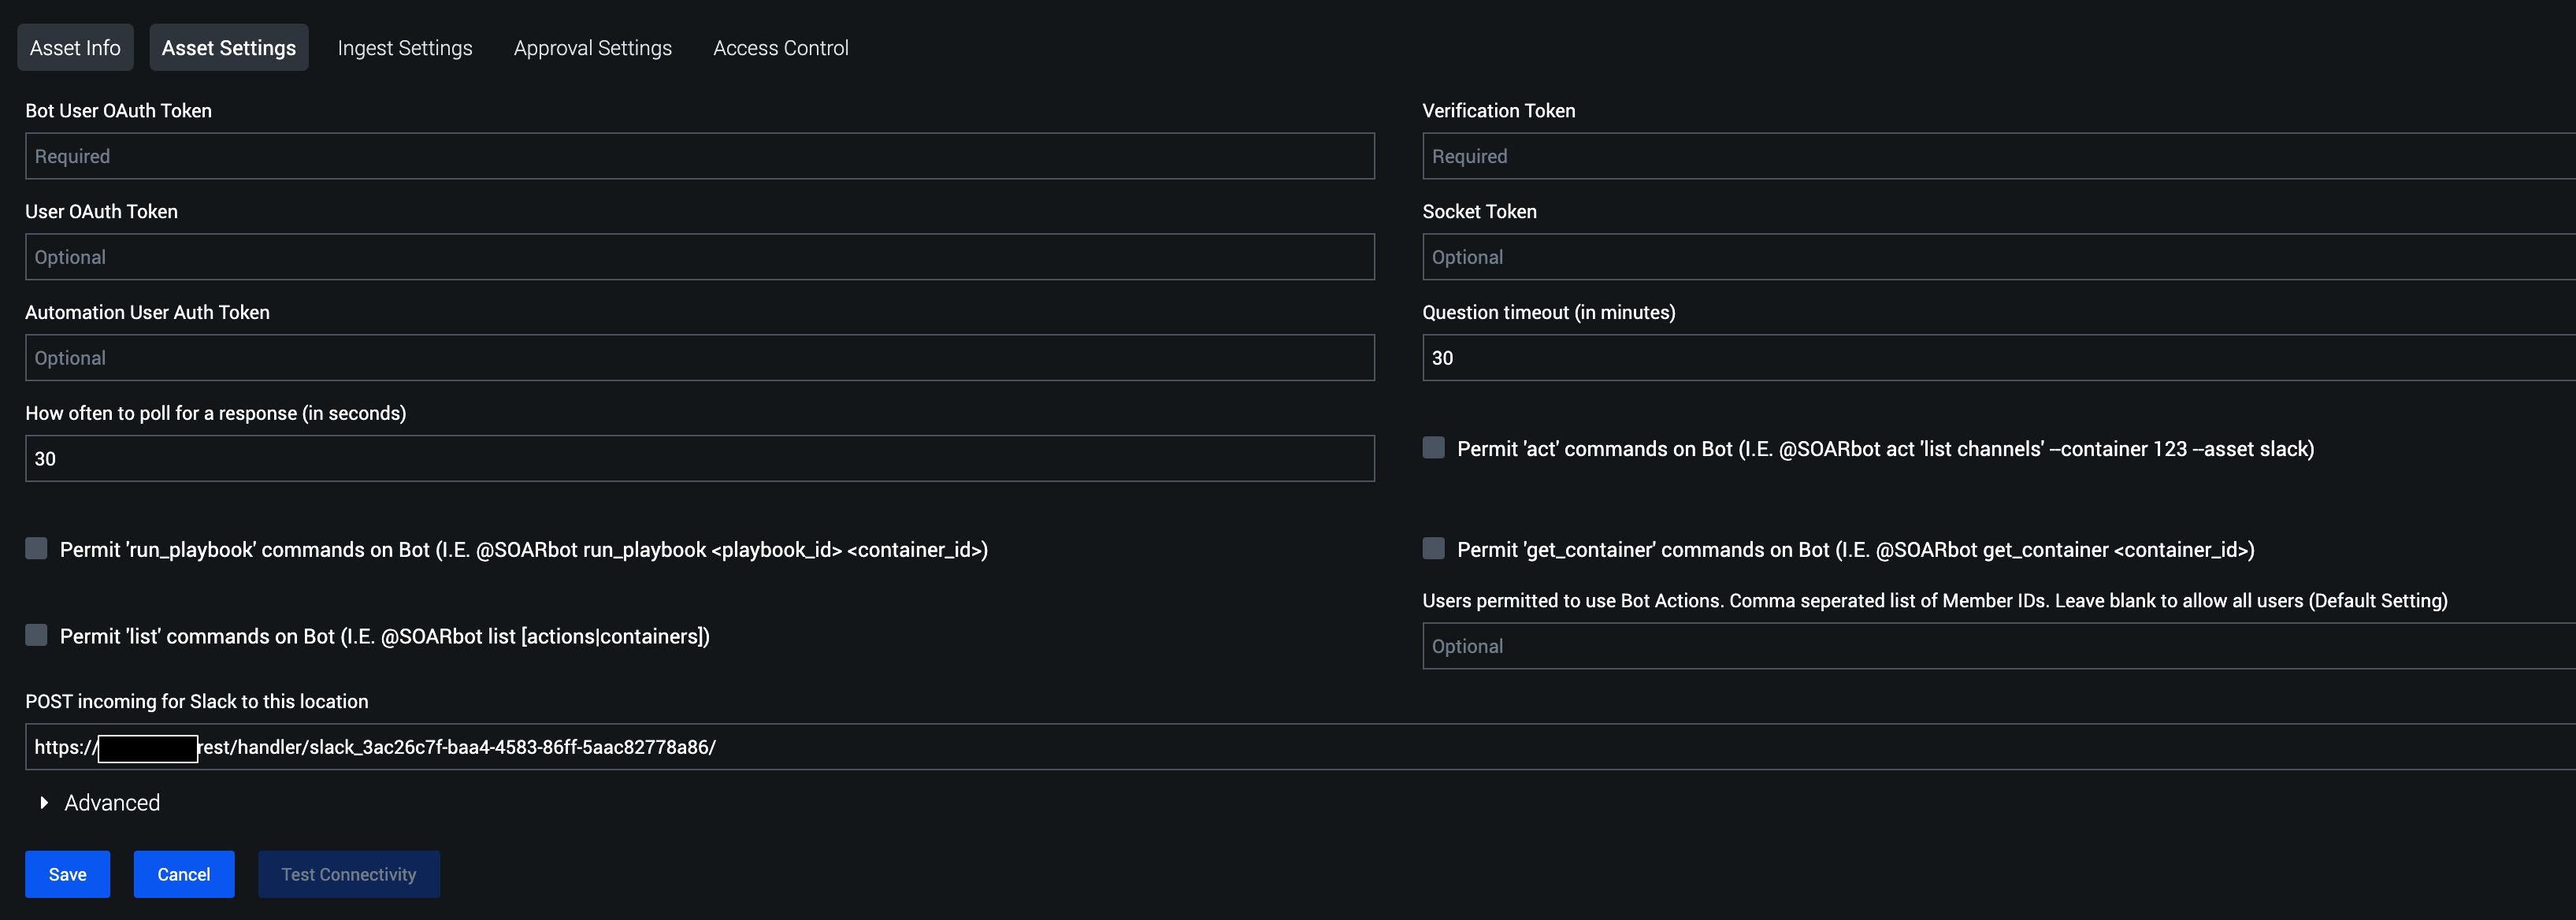 Asset Info
Asset Settings
Ingest Settings
Approval Settings
Access Control
Bot User OAuth Token
Required
Verification Token
Required
User OAuth Token
Optional
Socket Token
Optional
Automation User Auth Token
Optional
Question timeout (in minutes)
30
How often to poll for a response (in seconds)
30
Permit 'act' commands on Bot (I.E. @SOARbot act 'list channels' --container 123 --asset slack)
Permit 'run_playbook' commands on Bot (I.E. @SOARbot run_playbook <playbook_id> <container_id>)
Permit 'get_container' commands on Bot (I.E. @SOARbot get_container <container_id>)
Permit 'list' commands on Bot (I.E. @SOARbot list [actions|containers])
Users permitted to use Bot Actions. Comma seperated list of Member IDs. Leave blank to allow all users (Default Setting)
Optional
POST incoming for Slack to this location
https:// rest/handler/slack_3ac26c7f-baa4-4583-86ff-5aac82778a86/
Advanced
Save
Cancel
Test Connectivity